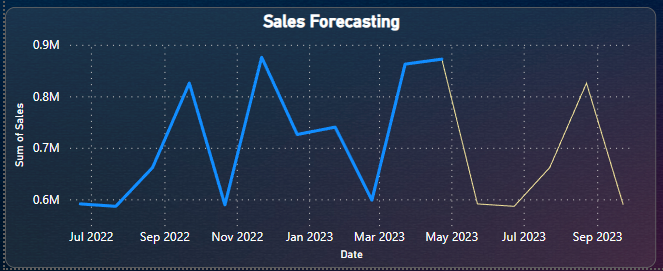 Sales Forecasting
0.9M
0.8M
0.7M
0.6M
Sum of Sales
Jul 2022 Sep 2022 Nov 2022 Jan 2023 Mar 2023 May 2023 Jul 2023 Sep 2023
Date